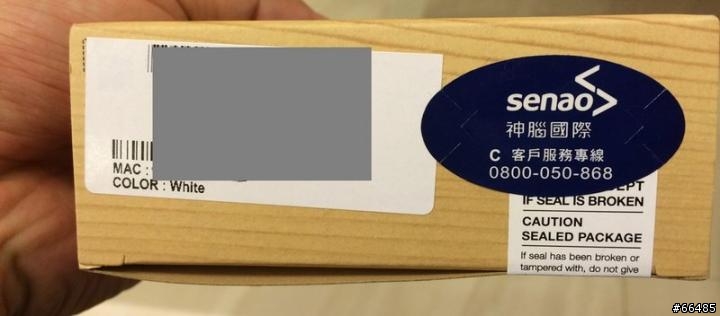 MAC :
COLOR : White
senao
神腦國際
C 客戶服務專線
0800-050-868
IF SEAL IS BROKEN
CAUTION
SEALED PACKAGE
If seal has been broken or
tampered with, do not give
#66485